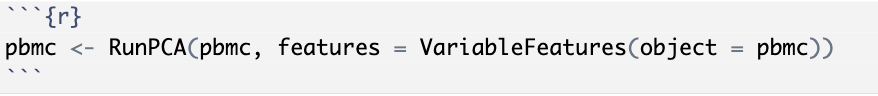 ```{r}
pbmc <- RunPCA(pbmc, features = VariableFeatures(object = pbmc))
```